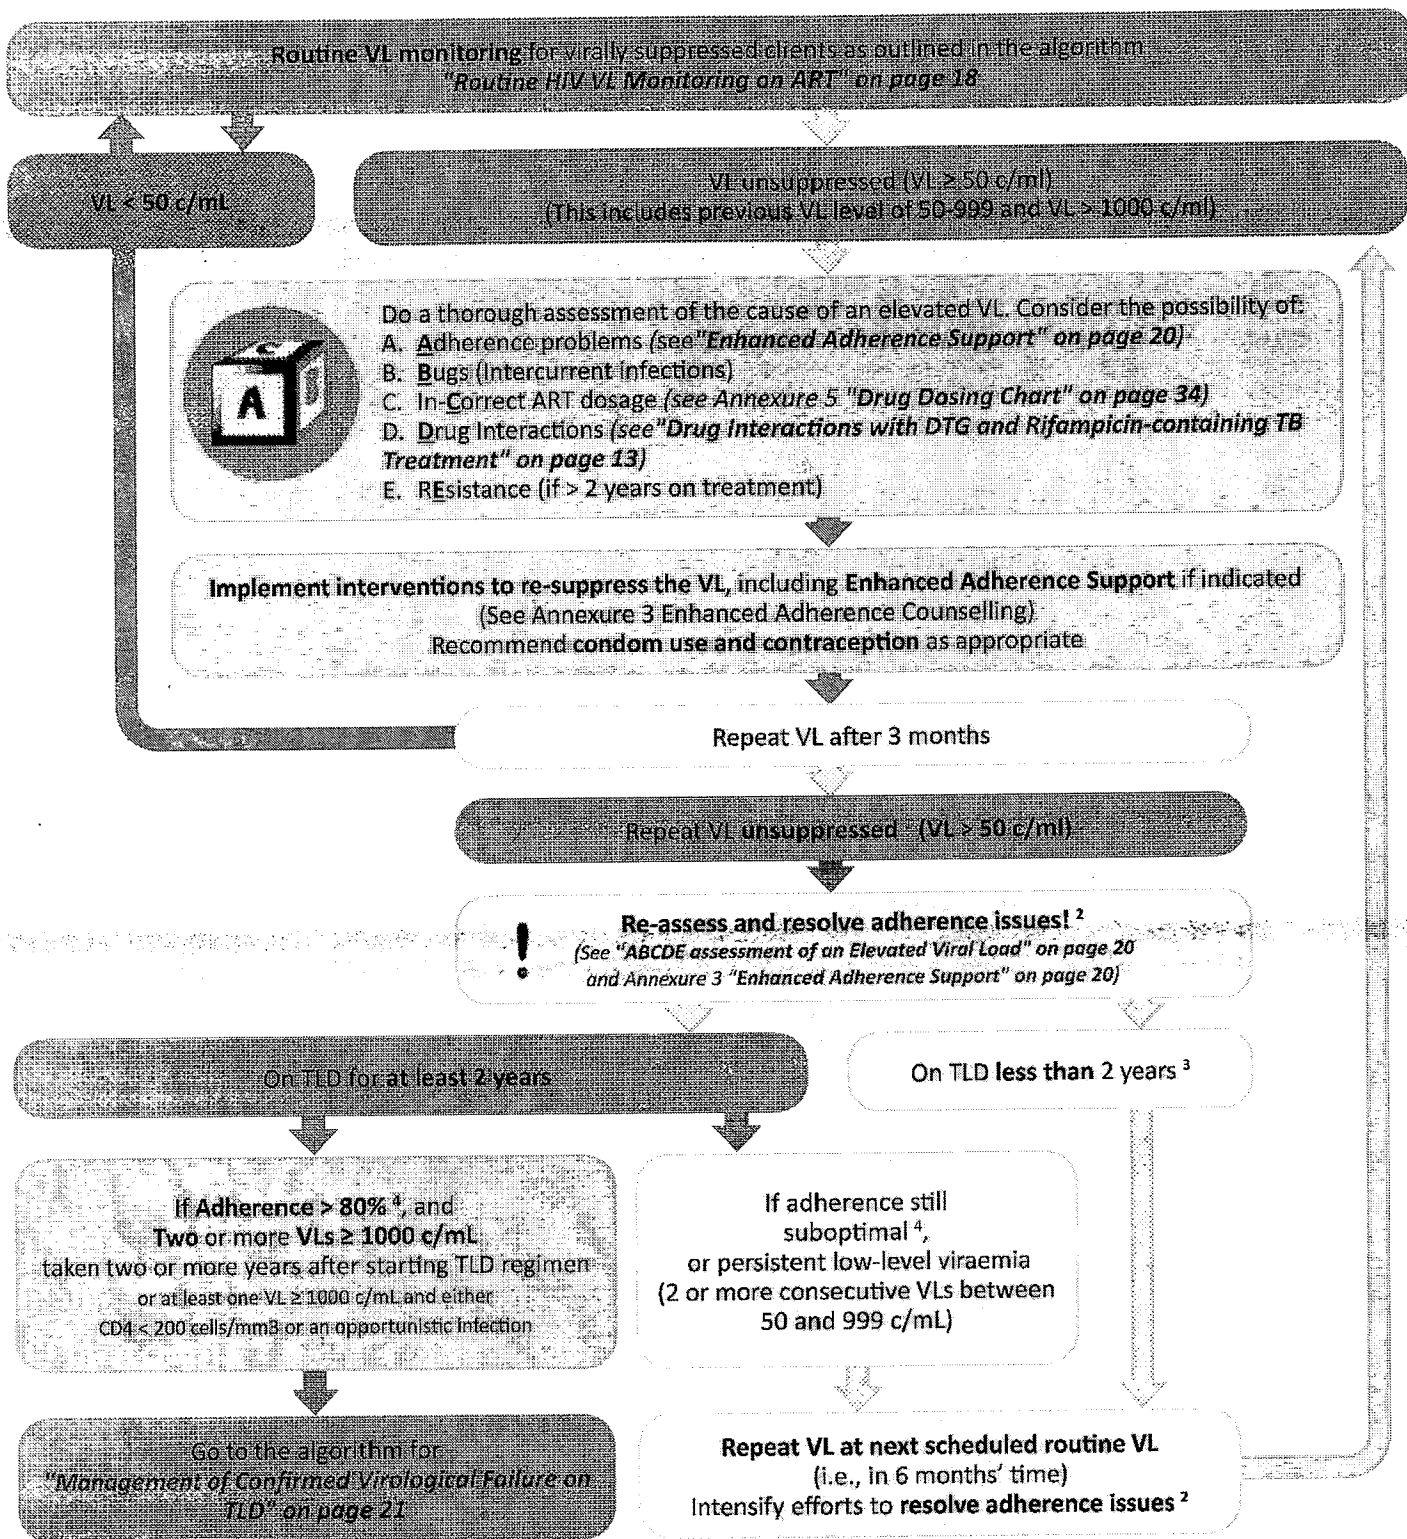 Routine VL monitoring for virally suppressed clients as outlined in the algorithm
"Routine HIV VL Monitoring on ART" on page 18
VL < 50 c/mL
VL unsuppressed (VL ≥ 50 c/ml)
(This includes previous VL level of 50-999 and VL > 1000 c/ml)
A
C
Do a thorough assessment of the cause of an elevated VL. Consider the possibility of:
A. Adherence problems (see "Enhanced Adherence Support" on page 20)
B. Bugs (Intercurrent infections)
C. In-Correct ART dosage (see Annexure 5 "Drug Dosing Chart" on page 34)
D. Drug Interactions (see "Drug Interactions with DTG and Rifampicin-containing TB
Treatment" on page 13)
E. REsistance (if > 2 years on treatment)
Implement interventions to re-suppress the VL, including Enhanced Adherence Support if indicated
(See Annexure 3 Enhanced Adherence Counselling)
Recommend condom use and contraception as appropriate
Repeat VL after 3 months
Repeat VL unsuppressed (VL > 50 c/ml)
! Re-assess and resolve adherence issues! ²
(See "ABCDE assessment of an Elevated Viral Load" on page 20
and Annexure 3 "Enhanced Adherence Support" on page 20)
On TLD for at least 2 years
On TLD less than 2 years ³
If Adherence > 80% ⁴, and
Two or more VLs ≥ 1000 c/mL
taken two or more years after starting TLD regimen
or at least one VL ≥ 1000 c/mL and either
CD4 < 200 cells/mm3 or an opportunistic infection
If adherence still
suboptimal ⁴,
or persistent low-level viraemia
(2 or more consecutive VLs between
50 and 999 c/mL)
Go to the algorithm for
"Management of Confirmed Virological Failure on
TLD" on page 21
Repeat VL at next scheduled routine VL
(i.e., in 6 months' time)
Intensify efforts to resolve adherence issues ²